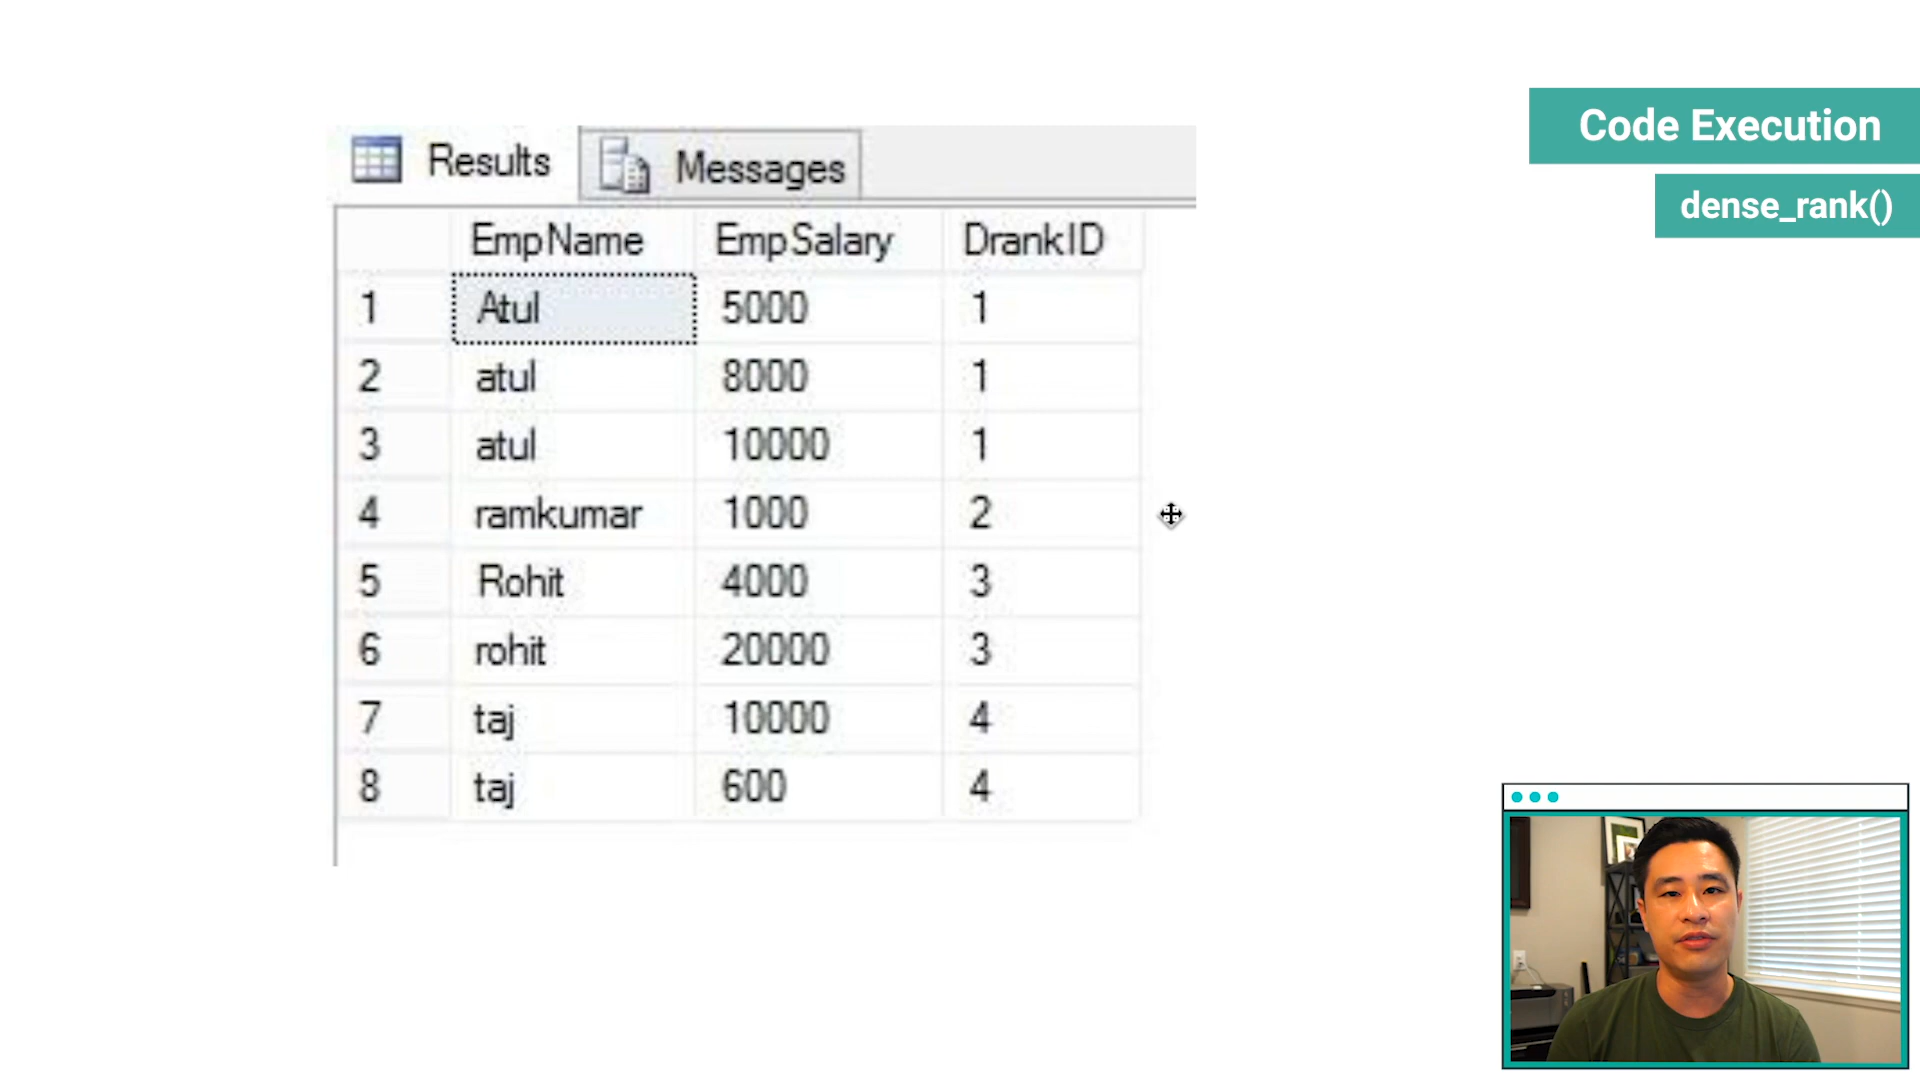 Code Execution
dense_rank()
Results Messages
EmpName EmpSalary DrankID
1 Atul 5000 1
2 atul 8000 1
3 atul 10000 1
4 ramkumar 1000 2
5 Rohit 4000 3
6 rohit 20000 3
7 taj 10000 4
8 taj 600 4